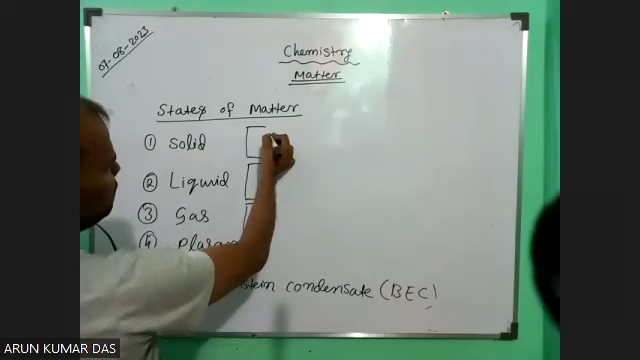 07-08-2023
Chemistry
Matter
States of Matter
① Solid
② Liquid
③ Gas
④ Plasm
stein condensate (BEC)
ARUN KUMAR DAS